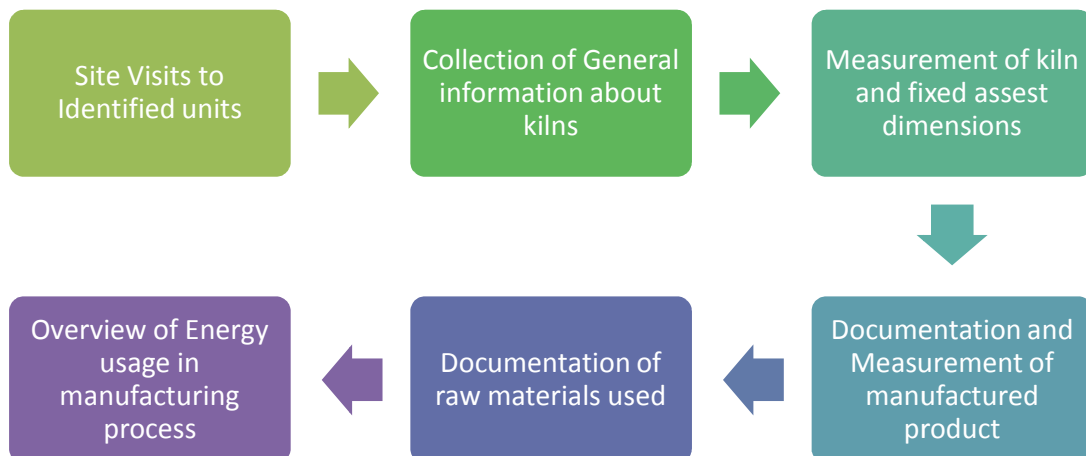 Site Visits to
Identified units
Collection of General
information about
kilns
Measurement of kiln
and fixed assest
dimensions
Documentation and
Measurement of
manufactured
product
Documentation of
raw materials used
Overview of Energy
usage in
manufacturing
process